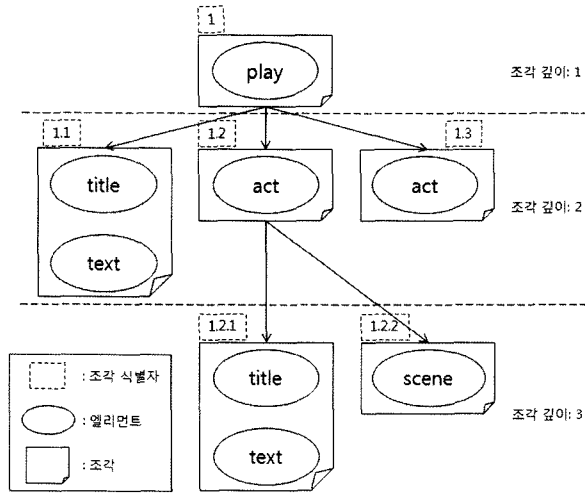 1
play
조각 깊이: 1
1.1
1.2
1.3
title
act
act
text
조각 깊이: 2
1.2.1
1.2.2
title
scene
text
조각 깊이: 3
: 조각 식별자
: 엘리먼트
: 조각